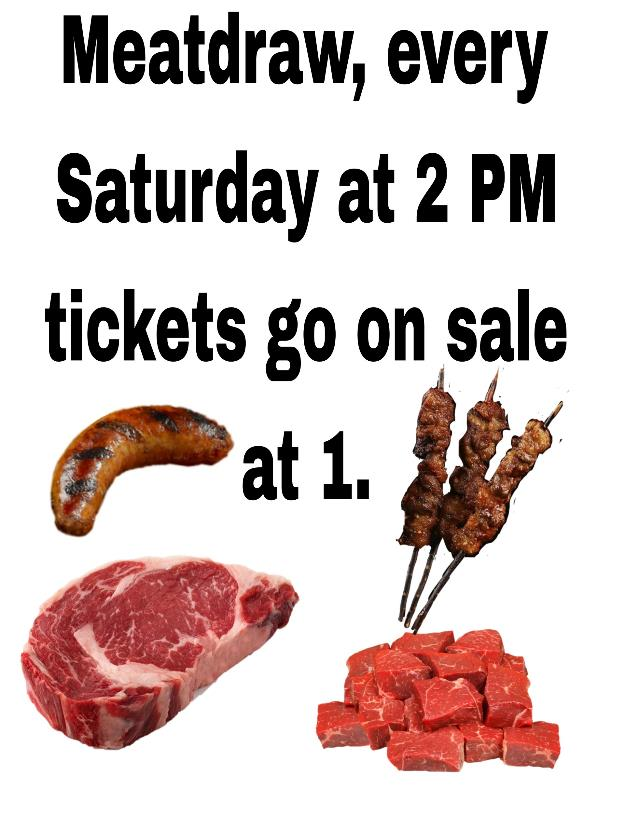 Meatdraw, every
Saturday at 2 PM
tickets go on sale
at 1.